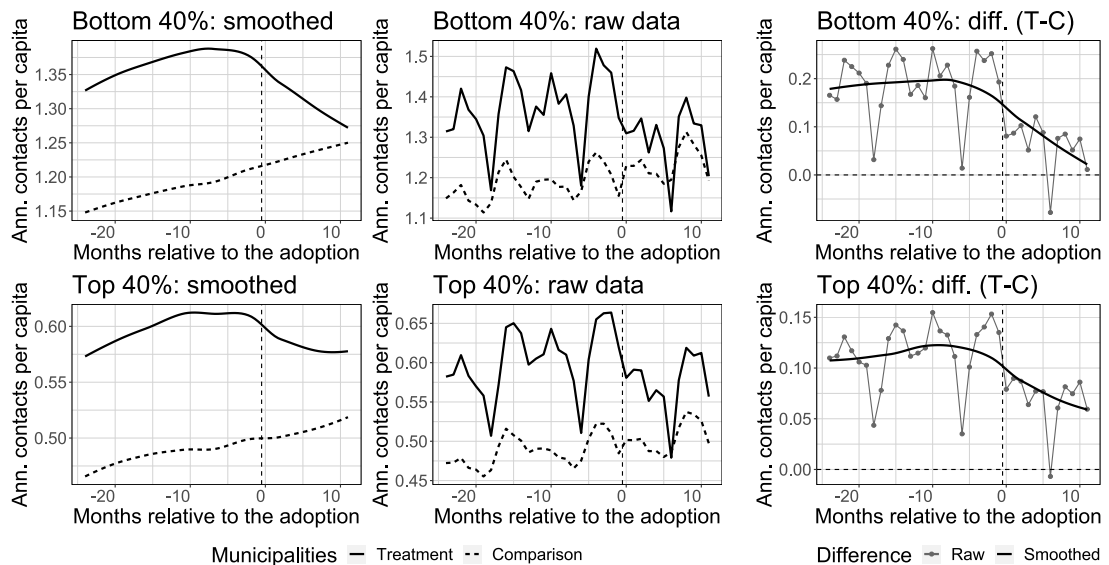 Bottom 40%: smoothed
Ann. contacts per capita
1.35
1.30
1.25
1.20
1.15
-20 -10 0 10
Months relative to the adoption
Bottom 40%: raw data
Ann. contacts per capita
1.5
1.4
1.3
1.2
1.1
-20 -10 0 10
Months relative to the adoption
Bottom 40%: diff. (T-C)
Ann. contacts per capita
0.2
0.1
0.0
-20 -10 0 10
Months relative to the adoption
Top 40%: smoothed
Ann. contacts per capita
0.60
0.55
0.50
-20 -10 0 10
Months relative to the adoption
Top 40%: raw data
Ann. contacts per capita
0.65
0.60
0.55
0.50
0.45
-20 -10 0 10
Months relative to the adoption
Top 40%: diff. (T-C)
Ann. contacts per capita
0.15
0.10
0.05
0.00
-20 -10 0 10
Months relative to the adoption
Municipalities Treatment Comparison
Difference Raw Smoothed